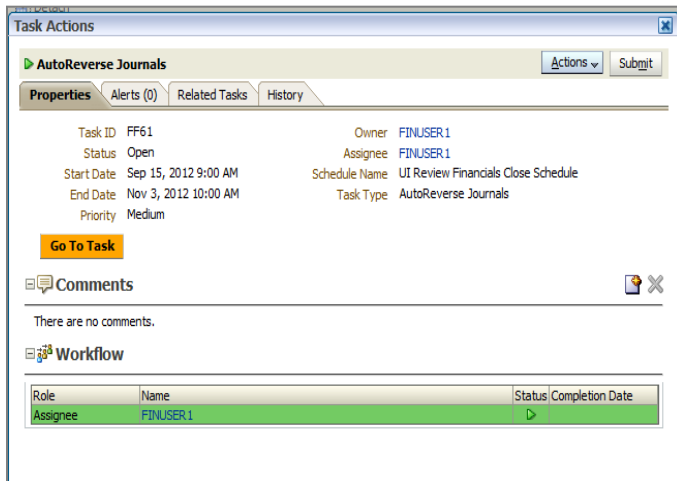 Task Actions
AutoReverse Journals
Actions
Submit
Properties
Alerts (0)
Related Tasks
History
Task ID FF61
Owner FINUSER1
Status Open
Assignee FINUSER1
Start Date Sep 15, 2012 9:00 AM
Schedule Name UI Review Financials Close Schedule
End Date Nov 3, 2012 10:00 AM
Task Type AutoReverse Journals
Priority Medium
Go To Task
Comments
There are no comments.
Workflow
Role Name Status Completion Date
Assignee FINUSER1